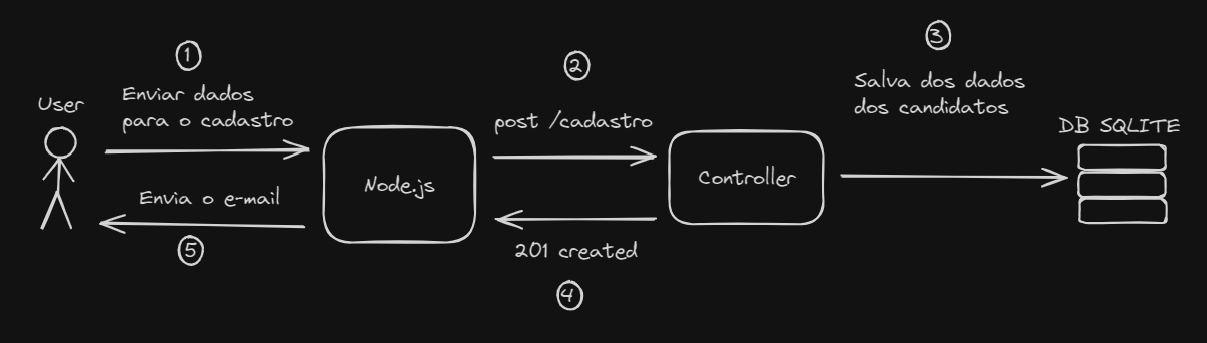 1
Enviar dados
para o cadastro
2
post /cadastro
3
Salva dos dados
dos candidatos
User
Node.js
Controller
DB SQLITE
Envia o e-mail
5
201 created
4